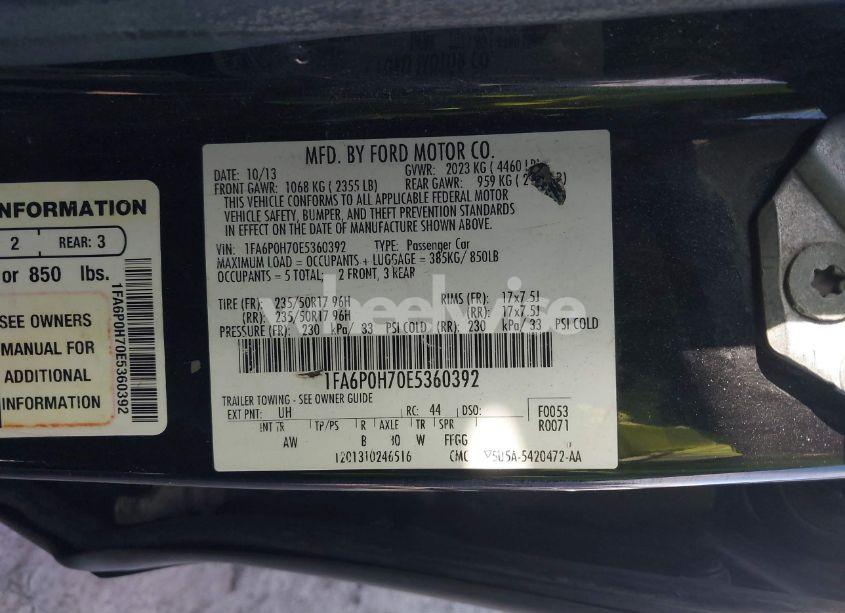 NFORMATION
2 REAR: 3
or 850 lbs.
SEE OWNERS
MANUAL FOR
ADDITIONAL
INFORMATION
1FA6P0H70E5360392
MFD. BY FORD MOTOR CO.
DATE: 10/13 GVWR: 2023 KG ( 4460 LB)
FRONT GAWR: 1068 KG ( 2355 LB) REAR GAWR: 959 KG
THIS VEHICLE CONFORMS TO ALL APPLICABLE FEDERAL MOTOR
VEHICLE SAFETY, BUMPER, AND THEFT PREVENTION STANDARDS
IN EFFECT ON THE DATE OF MANUFACTURE SHOWN ABOVE.
VIN: 1FA6P0H70E5360392 TYPE: Passenger Car
MAXIMUM LOAD = OCCUPANTS + LUGGAGE = 385KG/ 850LB
OCCUPANTS = 5 TOTAL; 2 FRONT, 3 REAR
TIRE (FR): 235/50R17 96H RIMS (FR): 17x7.5J
(RR): 235/50R17 96H (RR): 17x7.5J
PRESSURE (FR): 230 kPa/ 33 PSI COLD (RR): 230 kPa/ 33 PSI COLD
wheelwise
1FA6P0H70E5360392
TRAILER TOWING - SEE OWNER GUIDE
EXT PNT: UH RC: 44 DSO: F0053
INT TR TP/PS R AXLE TR SPR R0071
AW B W FFGG
1201310246516 5U5A-5420472-AA